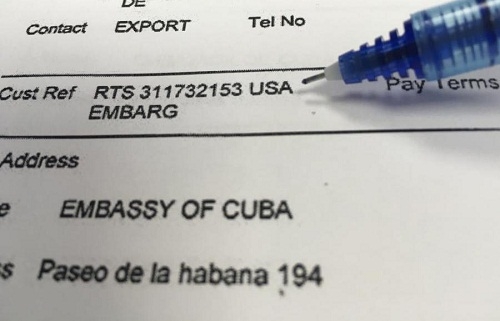 DE
Contact EXPORT Tel No
Cust Ref RTS 311732153 USA Pay Terms
EMBARG
Address
e EMBASSY OF CUBA
ss Paseo de la habana 194